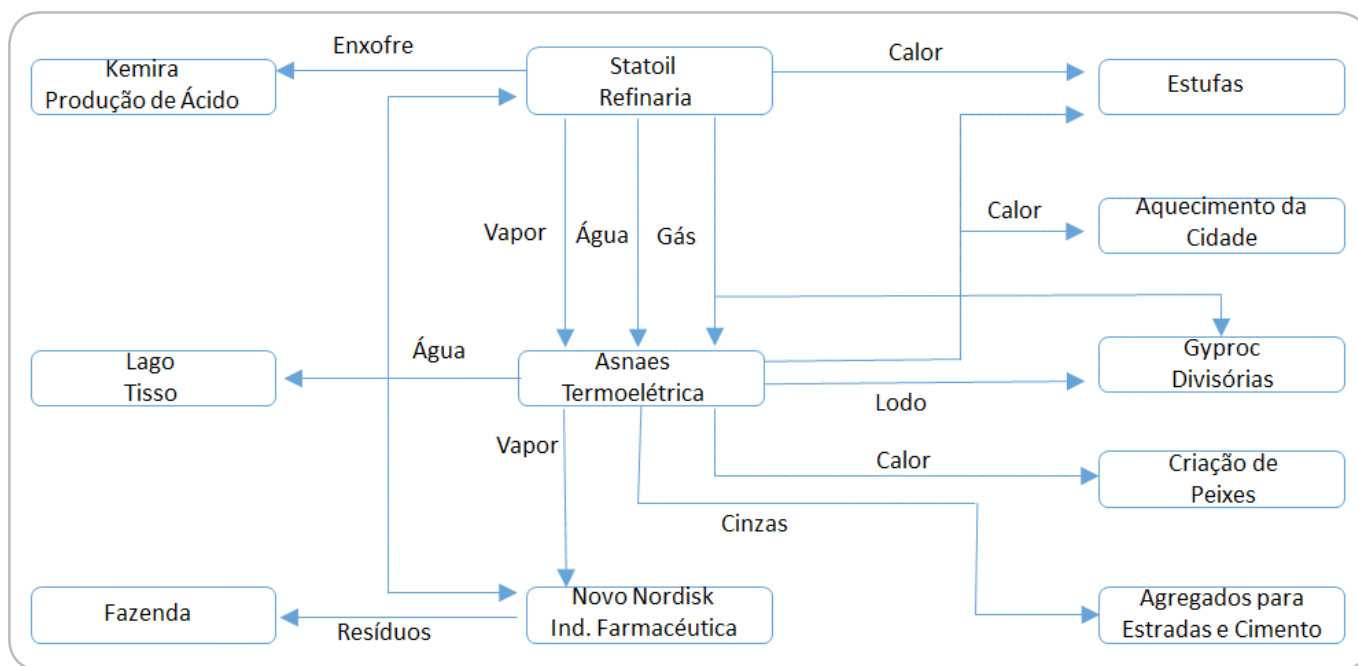 Enxofre
Kemira
Produção de Ácido
Statoil
Refinaria
Calor
Estufas
Vapor
Água
Gás
Calor
Aquecimento da
Cidade
Lago
Tisso
Água
Asnaes
Termoelétrica
Gyproc
Divisórias
Lodo
Vapor
Calor
Criação de
Peixes
Cinzas
Fazenda
Resíduos
Novo Nordisk
Ind. Farmacéutica
Agregados para
Estradas e Cimento